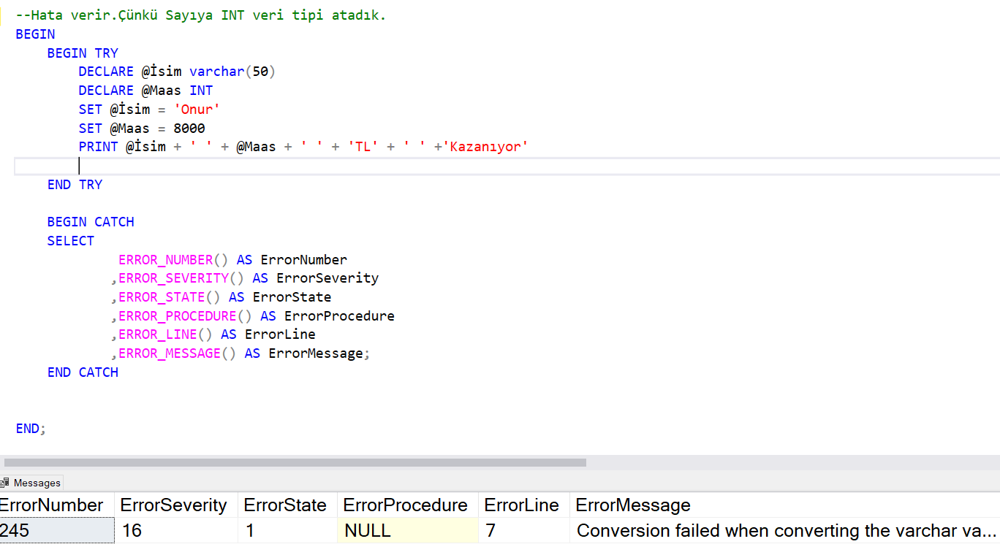 --Hata verir.Çünkü Sayıya INT veri tipi atadık.
BEGIN
BEGIN TRY
DECLARE @İsim varchar(50)
DECLARE @Maas INT
SET @İsim = 'Onur'
SET @Maas = 8000
PRINT @İsim + ' ' + @Maas + ' ' + 'TL' + ' ' +'Kazanıyor'
END TRY
BEGIN CATCH
SELECT
ERROR_NUMBER() AS ErrorNumber
,ERROR_SEVERITY() AS ErrorSeverity
,ERROR_STATE() AS ErrorState
,ERROR_PROCEDURE() AS ErrorProcedure
,ERROR_LINE() AS ErrorLine
,ERROR_MESSAGE() AS ErrorMessage;
END CATCH
END;
Messages
ErrorNumber ErrorSeverity ErrorState ErrorProcedure ErrorLine ErrorMessage
245 16 1 NULL 7 Conversion failed when converting the varchar va...